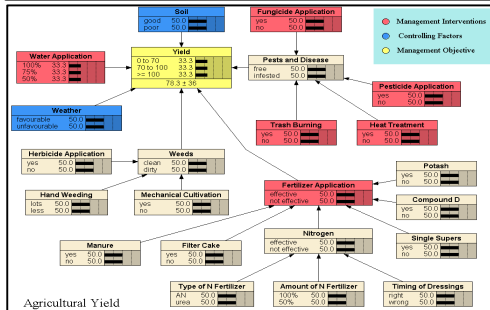 Soil
good 50.0
poor 50.0
Fungicide Application
yes 50.0
no 50.0
Management Interventions
Controlling Factors
Management Objective
Water Application
100% 33.3
75% 33.3
50% 33.3
Yield
0 to 70 33.3
70 to 100 33.3
>= 100 33.3
78.3 ± 36
Pests and Disease
free 50.0
infested 50.0
Pesticide Application
yes 50.0
no 50.0
Weather
favourable 50.0
unfavourable 50.0
Trash Burning
yes 50.0
no 50.0
Heat Treatment
yes 50.0
no 50.0
Herbicide Application
yes 50.0
no 50.0
Weeds
clean 50.0
dirty 50.0
Potash
yes 50.0
no 50.0
Hand Weeding
lots 50.0
less 50.0
Mechanical Cultivation
yes 50.0
no 50.0
Fertilizer Application
effective 50.0
not effective 50.0
Compound D
yes 50.0
no 50.0
Manure
yes 50.0
no 50.0
Filter Cake
yes 50.0
no 50.0
Nitrogen
effective 50.0
not effective 50.0
Single Supers
yes 50.0
no 50.0
Type of N Fertilizer
AN 50.0
urea 50.0
Amount of N Fertilizer
100% 50.0
50% 50.0
Timing of Dressings
right 50.0
wrong 50.0
Agricultural Yield